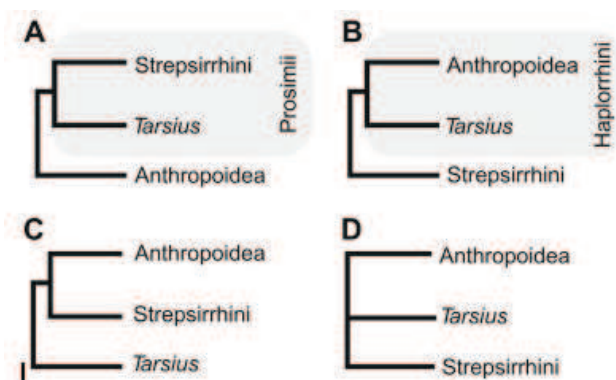 A
Strepsirrhini
Tarsius
Anthropoidea
Prosimii
B
Anthropoidea
Tarsius
Strepsirrhini
Haplorrhini
C
Anthropoidea
Strepsirrhini
Tarsius
D
Anthropoidea
Tarsius
Strepsirrhini